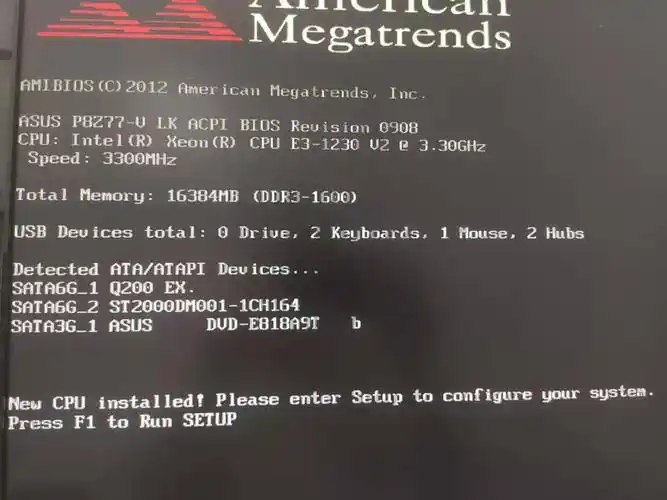 American
Megatrends
AMIBIOS(C)2012 American Megatrends, Inc.
ASUS P8Z77-V LK ACPI BIOS Revision 0908
CPU: Intel(R) Xeon(R) CPU E3-1230 V2 @ 3.30GHz
Speed: 3300MHz
Total Memory: 16384MB (DDR3-1600)
USB Devices total: 0 Drive, 2 Keyboards, 1 Mouse, 2 Hubs
Detected ATA/ATAPI Devices...
SATA6G_1 Q200 EX.
SATA6G_2 ST2000DM001-1CH164
SATA3G_1 ASUS DVD-E818A9T b
New CPU installed! Please enter Setup to configure your system.
Press F1 to Run SETUP